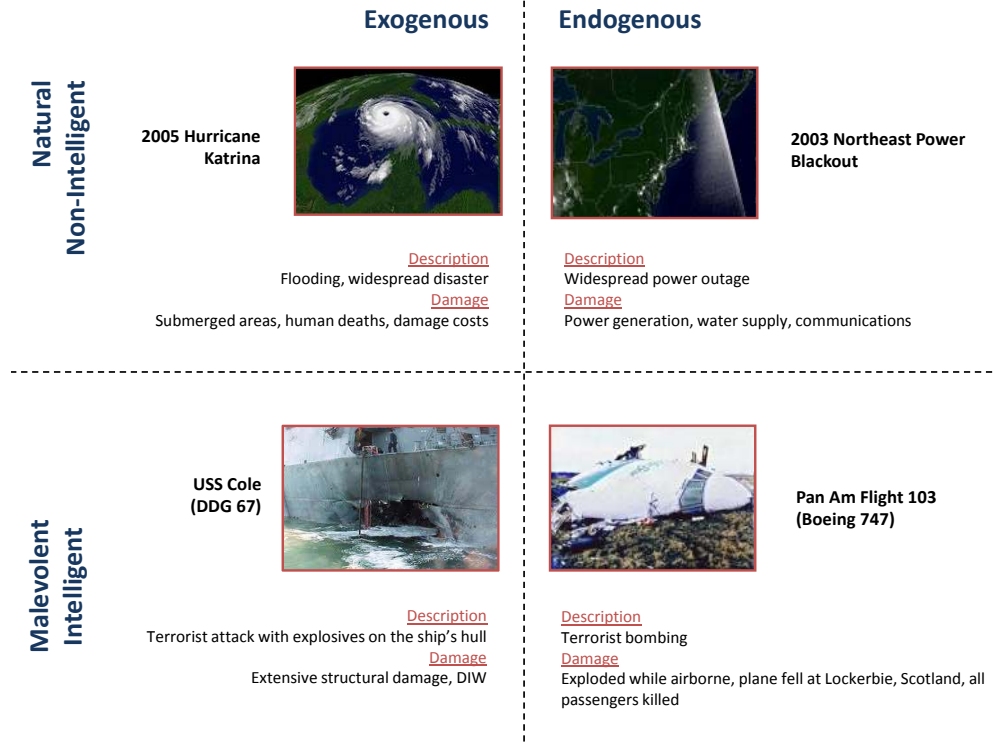 Exogenous
Endogenous
Natural
Non-Intelligent
2005 Hurricane
Katrina
2003 Northeast Power
Blackout
Description
Flooding, widespread disaster
Damage
Submerged areas, human deaths, damage costs
Description
Widespread power outage
Damage
Power generation, water supply, communications
Malevolent
Intelligent
USS Cole
(DDG 67)
Pan Am Flight 103
(Boeing 747)
Description
Terrorist attack with explosives on the ship's hull
Damage
Extensive structural damage, DIW
Description
Terrorist bombing
Damage
Exploded while airborne, plane fell at Lockerbie, Scotland, all
passengers killed